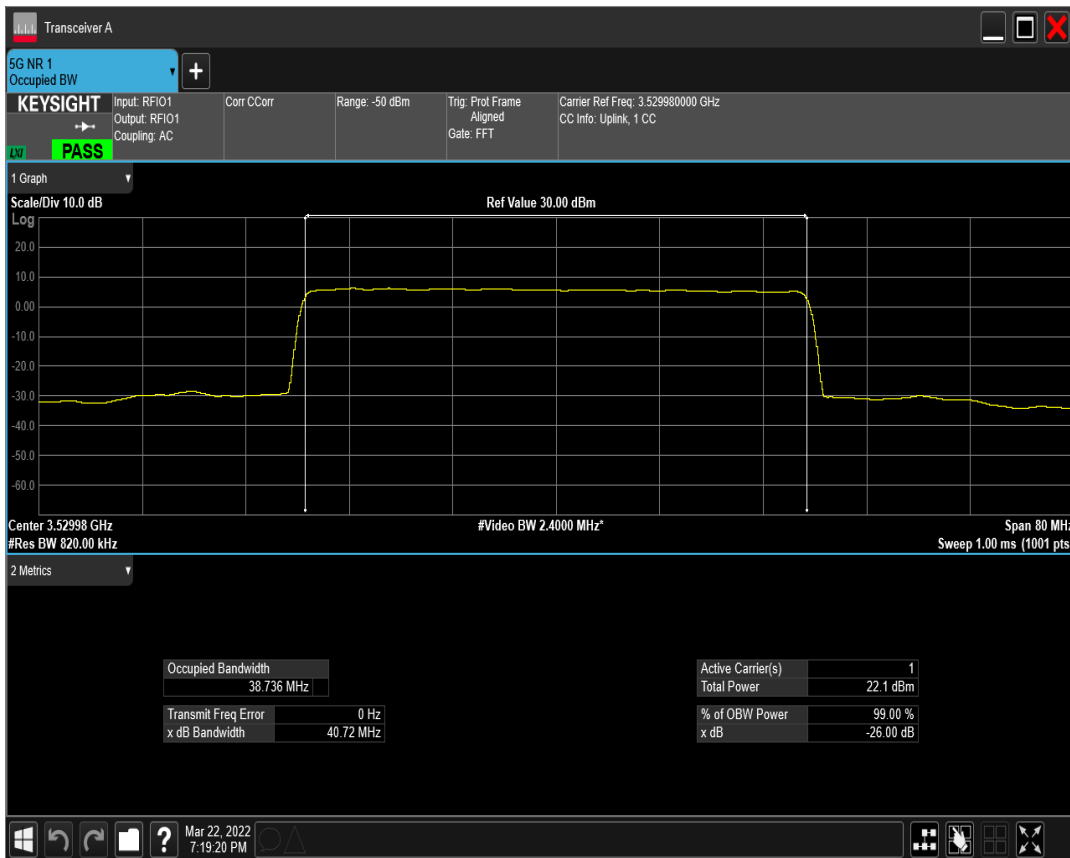 Transceiver A
5G NR 1
Occupied BW
+
KEYSIGHT
LXI
PASS
Input: RFIO1
Output: RFIO1
Coupling: AC
Corr CCorr
Range: -50 dBm
Trig: Prot Frame
Aligned
Gate: FFT
Carrier Ref Freq: 3.529980000 GHz
CC Info: Uplink, 1 CC
1 Graph
Scale/Div 10.0 dB
Ref Value 30.00 dBm
Log
20.0
10.0
0.00
-10.0
-20.0
-30.0
-40.0
-50.0
-60.0
Center 3.52998 GHz
#Video BW 2.4000 MHz*
Span 80 MHz
#Res BW 820.00 kHz
Sweep 1.00 ms (1001 pts
2 Metrics
Occupied Bandwidth
38.736 MHz
Transmit Freq Error 0 Hz
x dB Bandwidth 40.72 MHz
Active Carrier(s) 1
Total Power 22.1 dBm
% of OBW Power 99.00 %
x dB -26.00 dB
?
Mar 22, 2022
7:19:20 PM